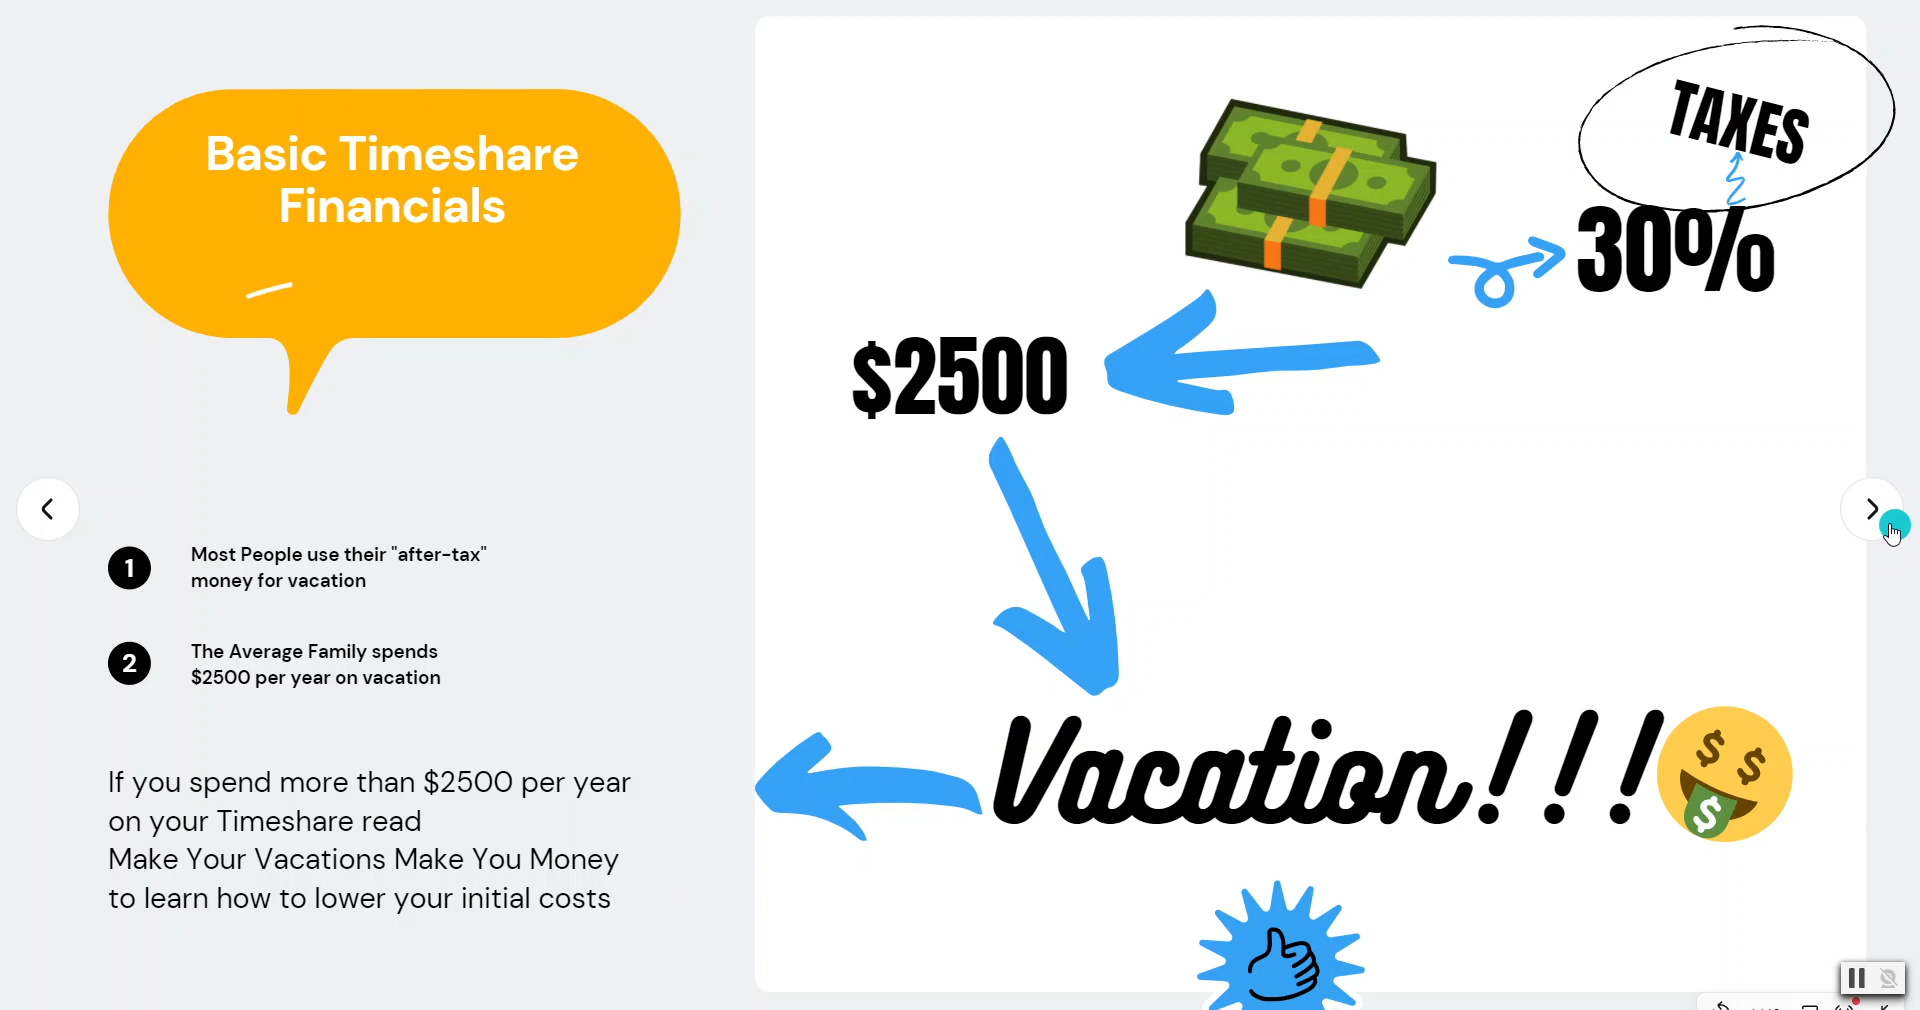 Basic Timeshare
Financials
1
Most People use their "after-tax"
money for vacation
2
The Average Family spends
$2500 per year on vacation
If you spend more than $2500 per year
on your Timeshare read
Make Your Vacations Make You Money
to learn how to lower your initial costs
TAXES
30%
$2500
Vacation!!!